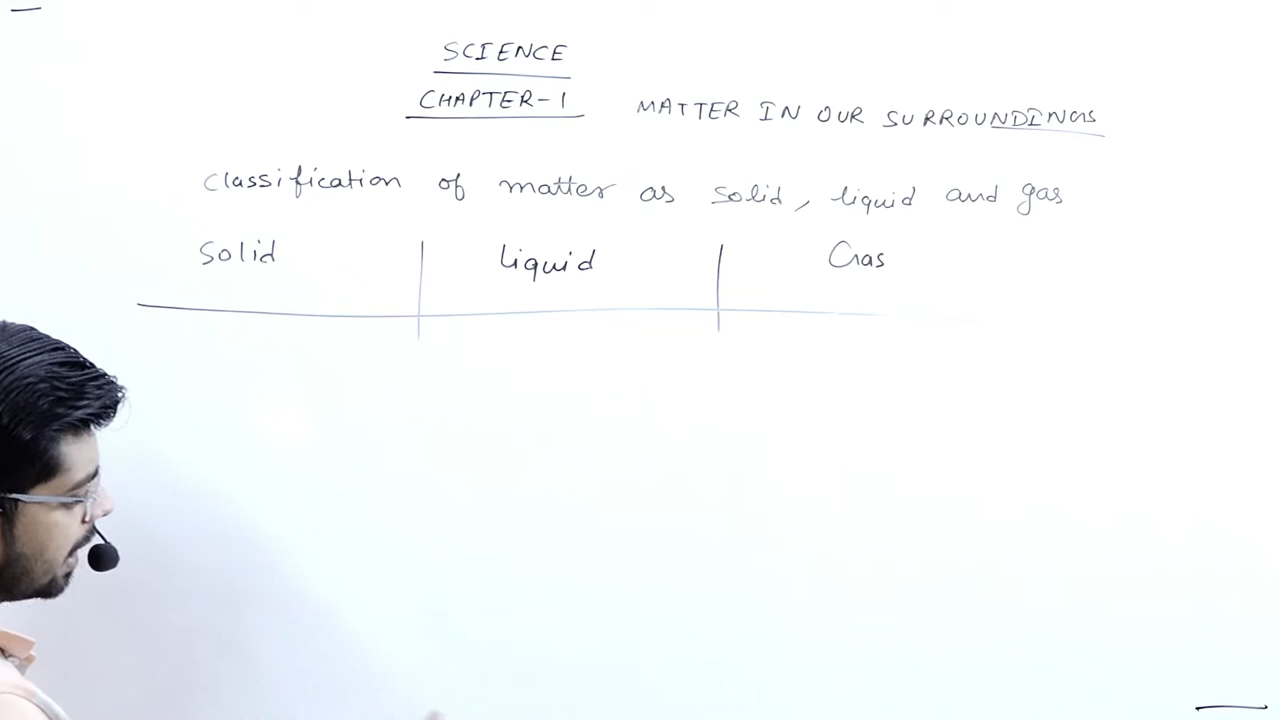 SCIENCE
CHAPTER-1 MATTER IN OUR SURROUNDINGS
Classification of matter as solid, liquid and gas
Solid liquid Gas